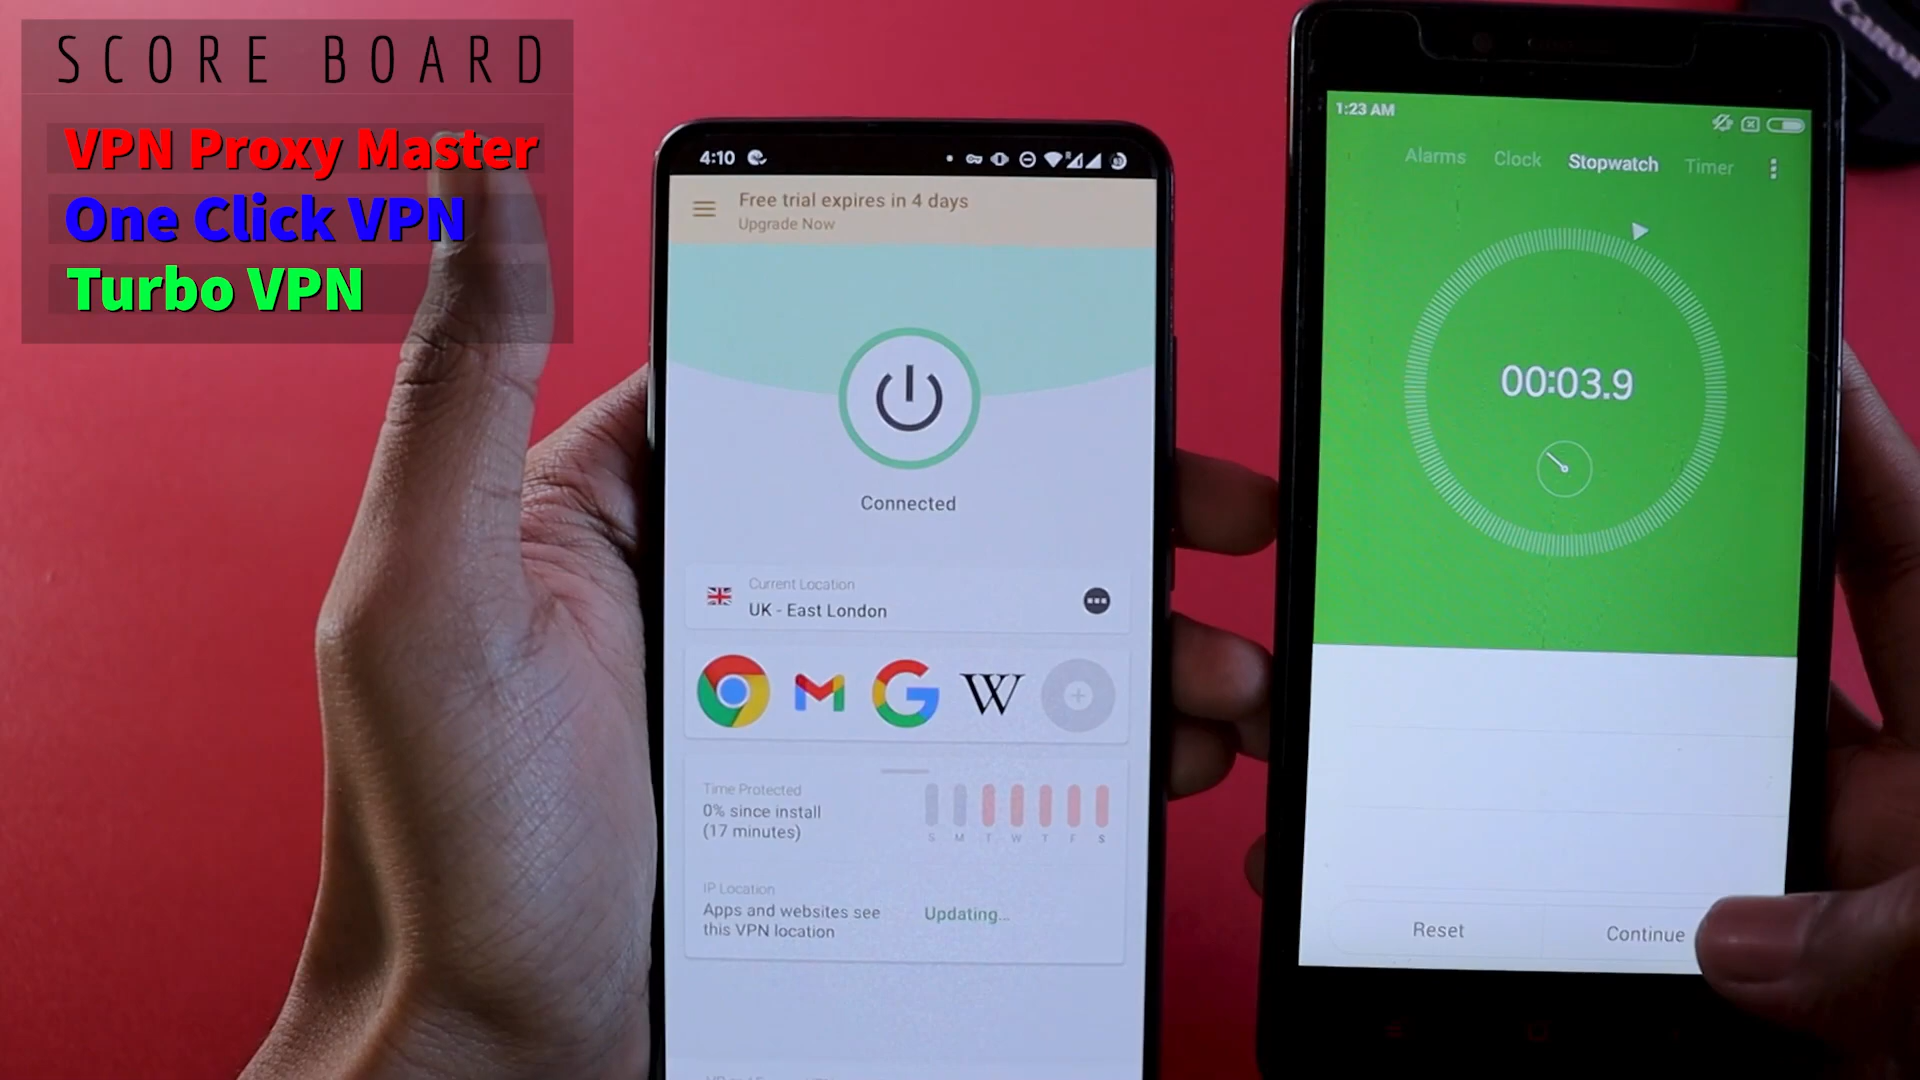 SCORE BOARD
VPN Proxy Master
One Click VPN
Turbo VPN
4:10
Free trial expires in 4 days
Upgrade Now
Connected
Current Location
UK - East London
Time Protected
0% since install
(17 minutes)
S M T W T F S
IP Location
Apps and websites see
this VPN location
Updating...
1:23 AM
Alarms Clock Stopwatch Timer
00:03.9
Reset Continue
Canon